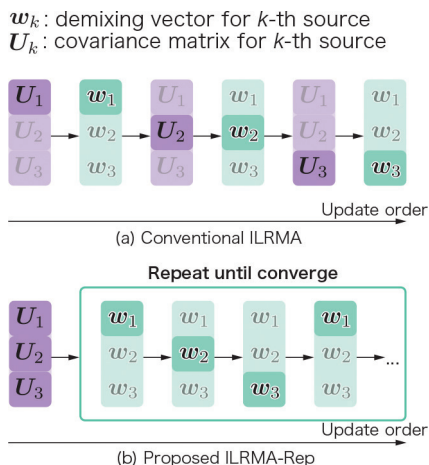 w_k: demixing vector for k-th source
U_k: covariance matrix for k-th source
U_1 w_1 U_1 w_1 U_1 w_1
U_2 w_2 U_2 w_2 U_2 w_2
U_3 w_3 U_3 w_3 U_3 w_3
Update order
(a) Conventional ILRMA
Repeat until converge
U_1 w_1 w_1 w_1 w_1
U_2 w_2 w_2 w_2 w_2 ...
U_3 w_3 w_3 w_3 w_3
Update order
(b) Proposed ILRMA-Rep